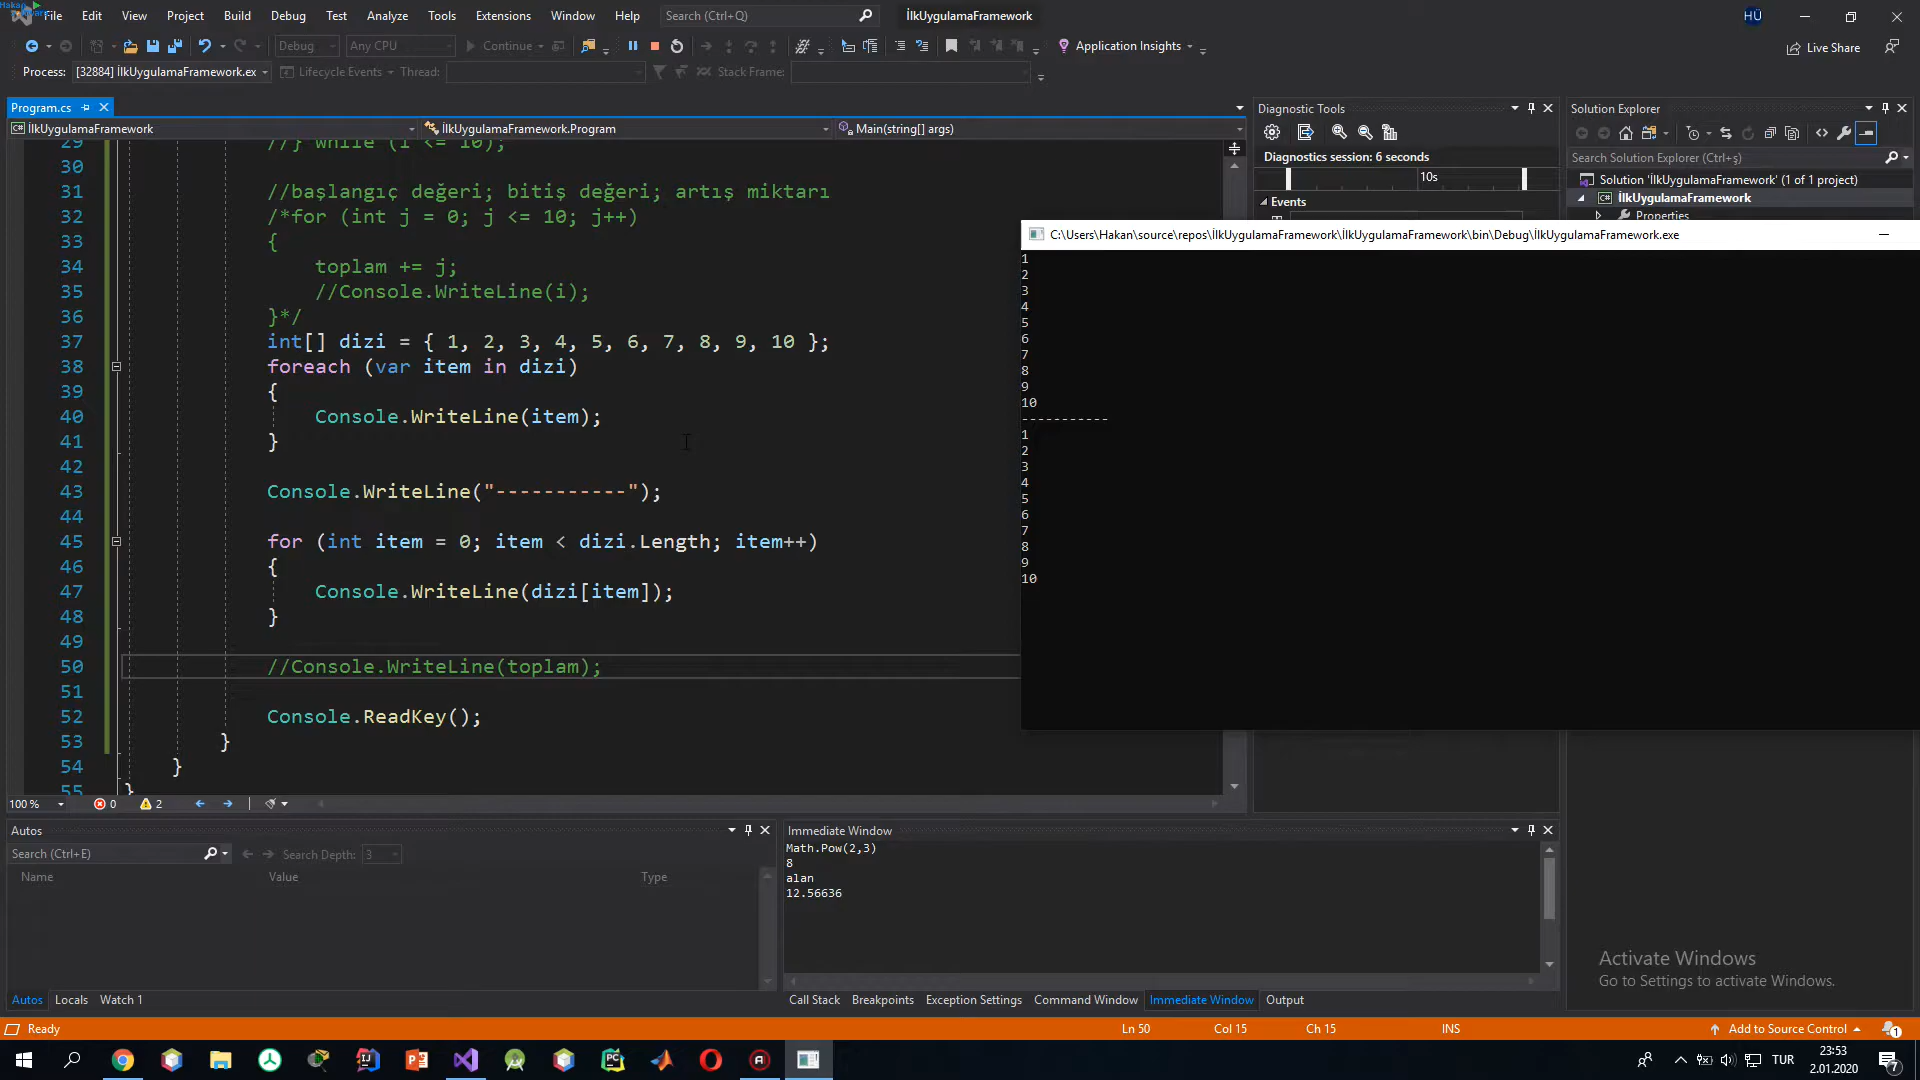 File Edit View Project Build Debug Test Analyze Tools Extensions Window Help Search (Ctrl+Q) İlkUygulamaFramework HÜ
Debug Any CPU Continue Application Insights Live Share
Process: [32884] İlkUygulamaFramework.ex Lifecycle Events Thread: Stack Frame:
Program.cs
İlkUygulamaFramework İlkUygulamaFramework.Program Main(string[] args)
29 //} while (i <= 10);
30
31 //başlangıç değeri; bitiş değeri; artış miktarı
32 /*for (int j = 0; j <= 10; j++)
33 {
34 toplam += j;
35 //Console.WriteLine(i);
36 }*/
37 int[] dizi = { 1, 2, 3, 4, 5, 6, 7, 8, 9, 10 };
38 foreach (var item in dizi)
39 {
40 Console.WriteLine(item);
41 }
42
43 Console.WriteLine("-----------");
44
45 for (int item = 0; item < dizi.Length; item++)
46 {
47 Console.WriteLine(dizi[item]);
48 }
49
50 //Console.WriteLine(toplam);
51
52 Console.ReadKey();
53 }
54 }
55 }
100 % 0 2
Diagnostic Tools
Diagnostics session: 6 seconds
10s
Events
Solution Explorer
Search Solution Explorer (Ctrl+ş)
Solution 'İlkUygulamaFramework' (1 of 1 project)
İlkUygulamaFramework
Properties
C:\Users\Hakan\source\repos\İlkUygulamaFramework\İlkUygulamaFramework\bin\Debug\İlkUygulamaFramework.exe
1
2
3
4
5
6
7
8
9
10
-----------
1
2
3
4
5
6
7
8
9
10
Autos
Search (Ctrl+E) Search Depth: 3
Name Value Type
Autos Locals Watch 1
Immediate Window
Math.Pow(2,3)
8
alan
12.56636
Call Stack Breakpoints Exception Settings Command Window Immediate Window Output
Activate Windows
Go to Settings to activate Windows.
Ready Ln 50 Col 15 Ch 15 INS Add to Source Control 1
TUR 23:53
2.01.2020 7